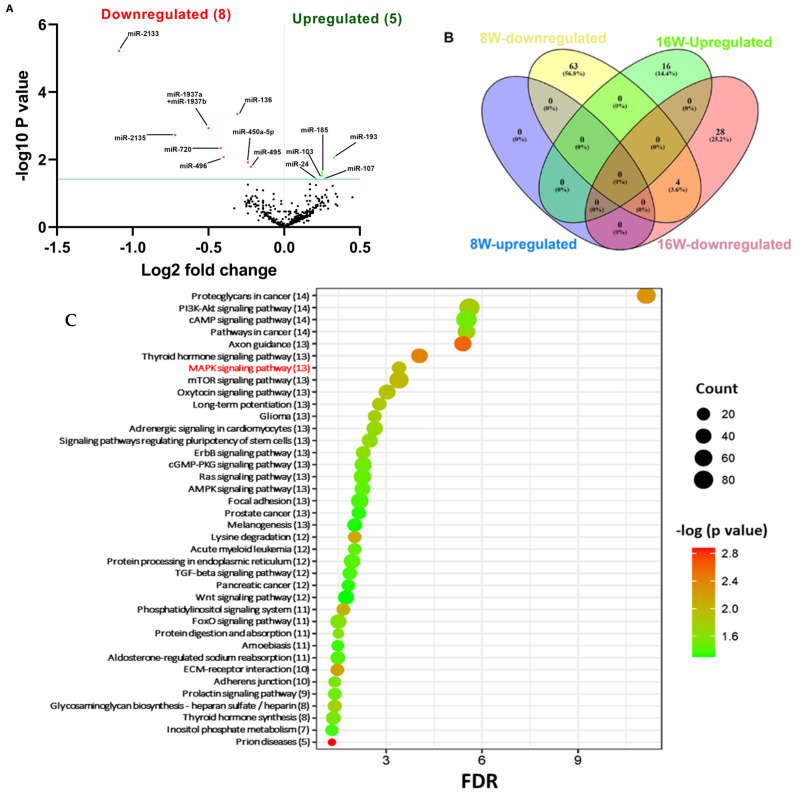 A
Downregulated (8)
Upregulated (5)
6
4
2
0
-log10 P value
miR-2133
miR-1937a
+miR-1937b
miR-136
miR-2135
miR-450a-5p
miR-185
miR-193
miR-720
miR-495
miR-103
miR-496
miR-24
miR-107
-1.5
-1.0
-0.5
0.0
0.5
Log2 fold change
B
8W-downregulated
16W-Upregulated
63
(56.8%)
16
(14.4%)
0
(0%)
0
(0%)
0
(0%)
0
(0%)
28
(25.2%)
0
(0%)
0
(0%)
0
(0%)
0
(0%)
4
(3.6%)
0
(0%)
0
(0%)
0
(0%)
8W-upregulated
16W-downregulated
C
Proteoglycans in cancer (14)
PI3K-Akt signaling pathway (14)
cAMP signaling pathway (14)
Pathways in cancer (14)
Axon guidance (13)
Thyroid hormone signaling pathway (13)
MAPK signaling pathway (13)
mTOR signaling pathway (13)
Oxytocin signaling pathway (13)
Long-term potentiation (13)
Glioma (13)
Adrenergic signaling in cardiomyocytes (13)
Signaling pathways regulating pluripotency of stem cells (13)
ErbB signaling pathway (13)
cGMP-PKG signaling pathway (13)
Ras signaling pathway (13)
AMPK signaling pathway (13)
Focal adhesion (13)
Prostate cancer (13)
Melanogenesis (13)
Lysine degradation (12)
Acute myeloid leukemia (12)
Protein processing in endoplasmic reticulum (12)
TGF-beta signaling pathway (12)
Pancreatic cancer (12)
Wnt signaling pathway (12)
Phosphatidylinositol signaling system (11)
FoxO signaling pathway (11)
Protein digestion and absorption (11)
Amoebiasis (11)
Aldosterone-regulated sodium reabsorption (11)
ECM-receptor interaction (10)
Adherens junction (10)
Prolactin signaling pathway (9)
Glycosaminoglycan biosynthesis - heparan sulfate / heparin (8)
Thyroid hormone synthesis (8)
Inositol phosphate metabolism (7)
Prion diseases (5)
3
6
9
FDR
Count
20
40
60
80
-log (p value)
2.8
2.4
2.0
1.6